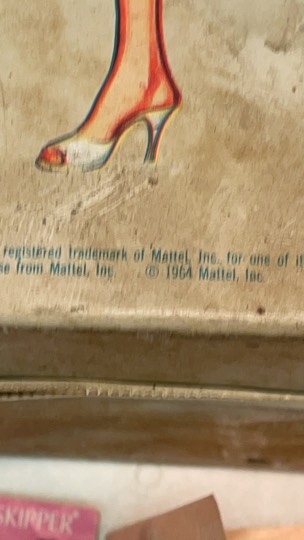 registered trademark of Mattel, Inc., for one of it
e from Mattel, Inc. © 1964 Mattel, Inc.
SKIPPER®